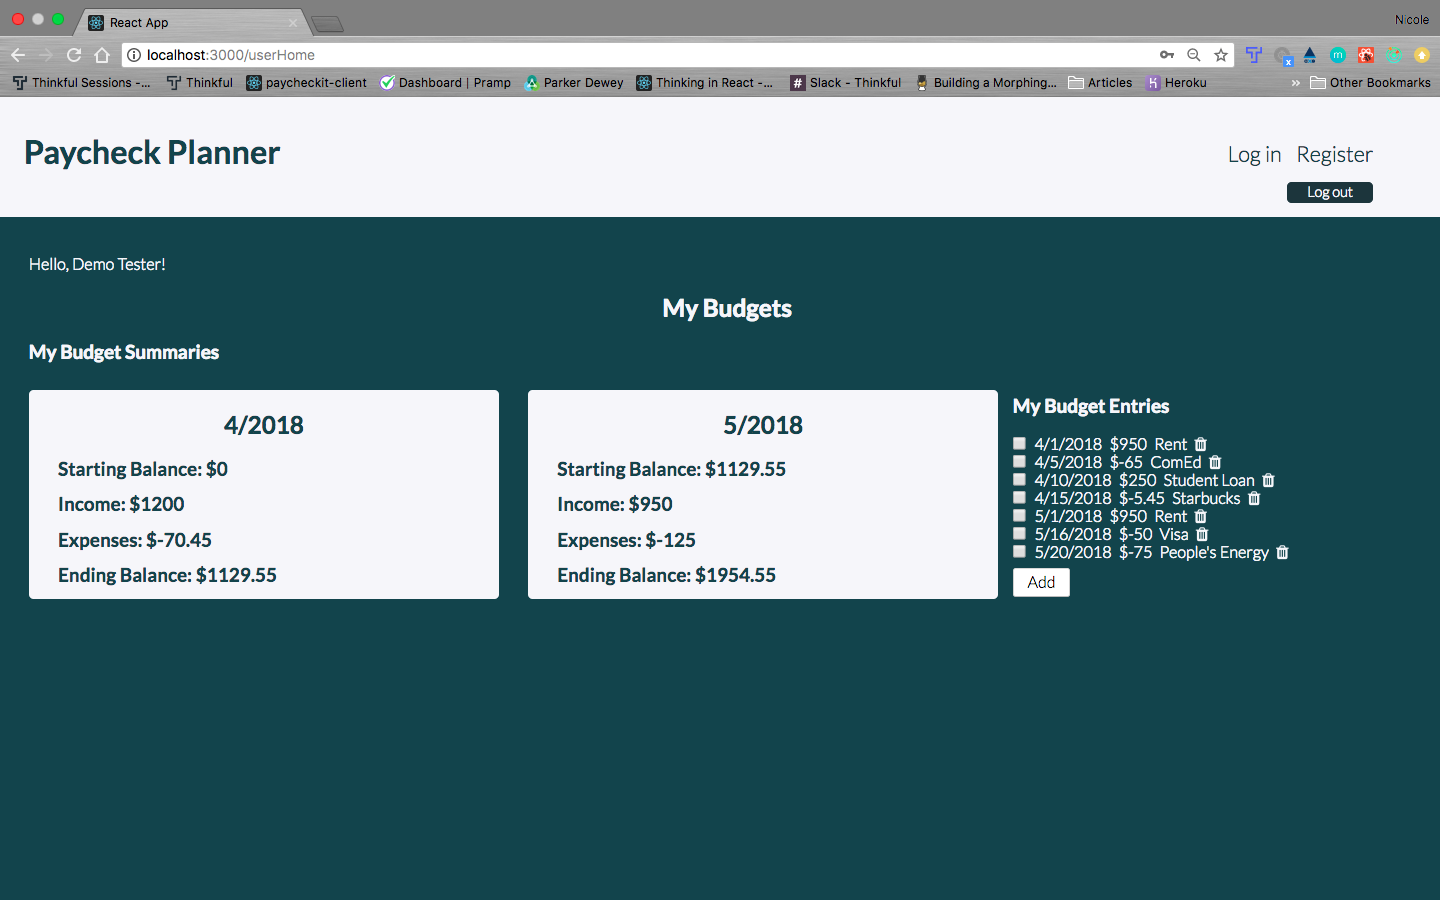 React App
Nicole
localhost:3000/userHome
Thinkful Sessions -... Thinkful paycheckit-client Dashboard | Pramp Parker Dewey Thinking in React -... Slack - Thinkful Building a Morphing... Articles Heroku » Other Bookmarks
Paycheck Planner
Log in Register
Log out
Hello, Demo Tester!
My Budgets
My Budget Summaries
4/2018
Starting Balance: $0
Income: $1200
Expenses: $-70.45
Ending Balance: $1129.55
5/2018
Starting Balance: $1129.55
Income: $950
Expenses: $-125
Ending Balance: $1954.55
My Budget Entries
4/1/2018 $950 Rent
4/5/2018 $-65 ComEd
4/10/2018 $250 Student Loan
4/15/2018 $-5.45 Starbucks
5/1/2018 $950 Rent
5/16/2018 $-50 Visa
5/20/2018 $-75 People's Energy
Add